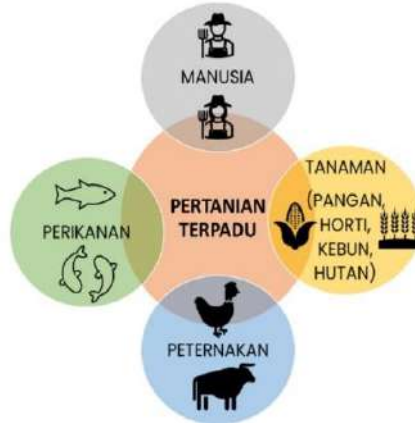 MANUSIA
PERTANIAN
TERPADU
TANAMAN
(PANGAN,
HORTI,
KEBUN,
HUTAN)
PERIKANAN
PETERNAKAN